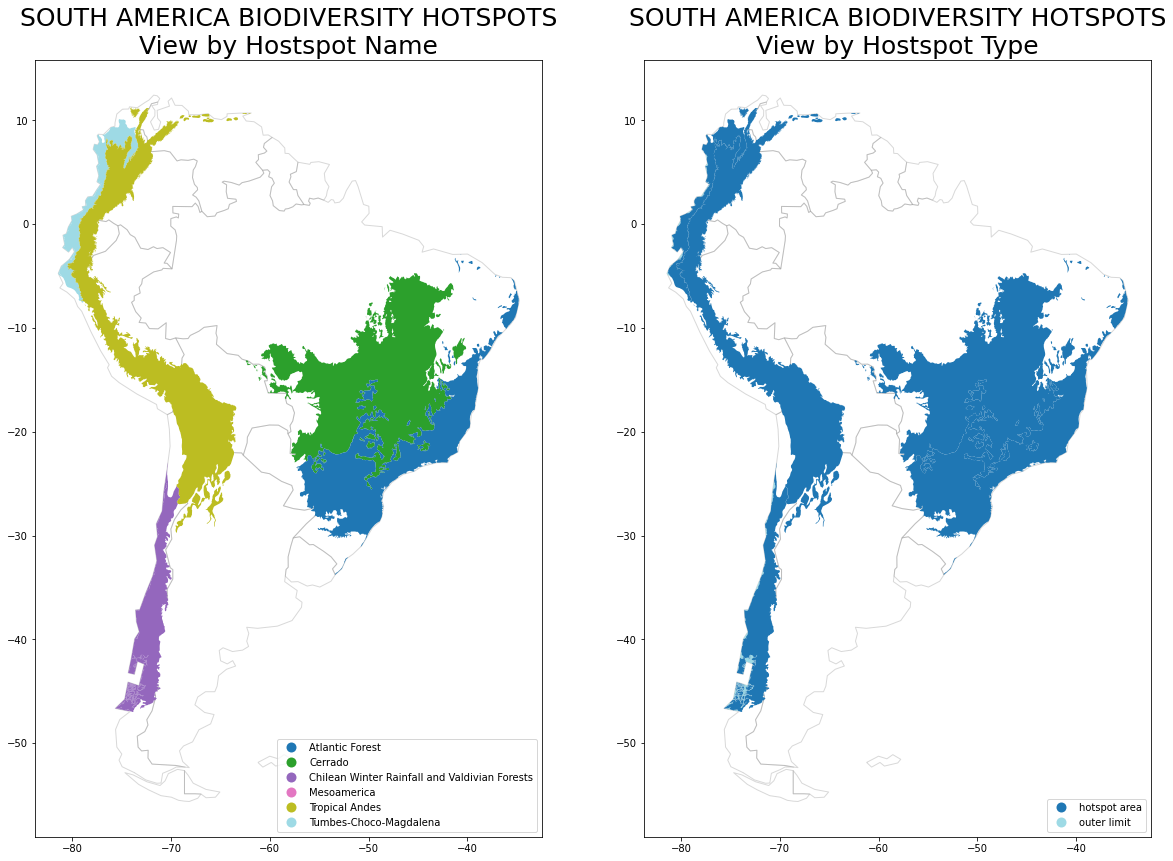 SOUTH AMERICA BIODIVERSITY HOTSPOTS
View by Hostspot Name
10
0
−10
−20
−30
−40
−50
−80
−70
−60
−50
−40
Atlantic Forest
Cerrado
Chilean Winter Rainfall and Valdivian Forests
Mesoamerica
Tropical Andes
Tumbes-Choco-Magdalena
SOUTH AMERICA BIODIVERSITY HOTSPOTS
View by Hostspot Type
10
0
−10
−20
−30
−40
−50
−80
−70
−60
−50
−40
hotspot area
outer limit